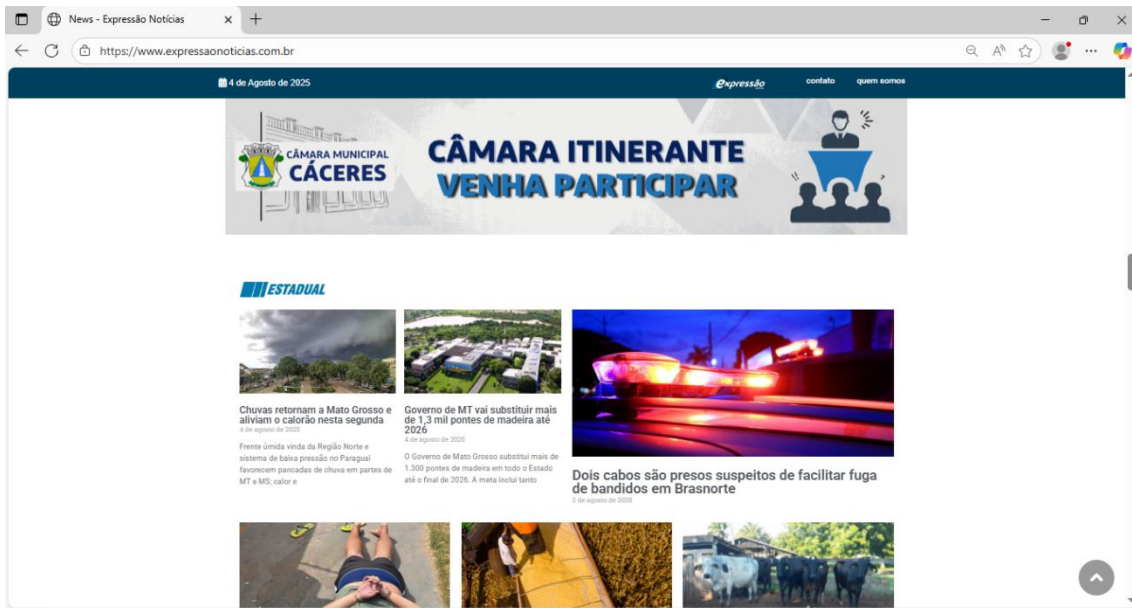 News - Expressão Notícias
https://www.expressaonoticias.com.br
4 de Agosto de 2025
expressão
contato
quem somos
CÂMARA MUNICIPAL
CÁCERES
CÂMARA ITINERANTE
VENHA PARTICIPAR
ESTADUAL
Chuvas retornam a Mato Grosso e
aliviam o calorão nesta segunda
4 de agosto de 2025
Frente úmida vinda da Região Norte e
sistema de baixa pressão no Paraguai
favorecem pancadas de chuva em partes de
MT e MS; calor e
Governo de MT vai substituir mais
de 1,3 mil pontes de madeira até
2026
4 de agosto de 2025
O Governo de Mato Grosso substitui mais de
1.300 pontes de madeira em todo o Estado
até o final de 2026. A meta inclui tanto
Dois cabos são presos suspeitos de facilitar fuga
de bandidos em Brasnorte
2 de agosto de 2025